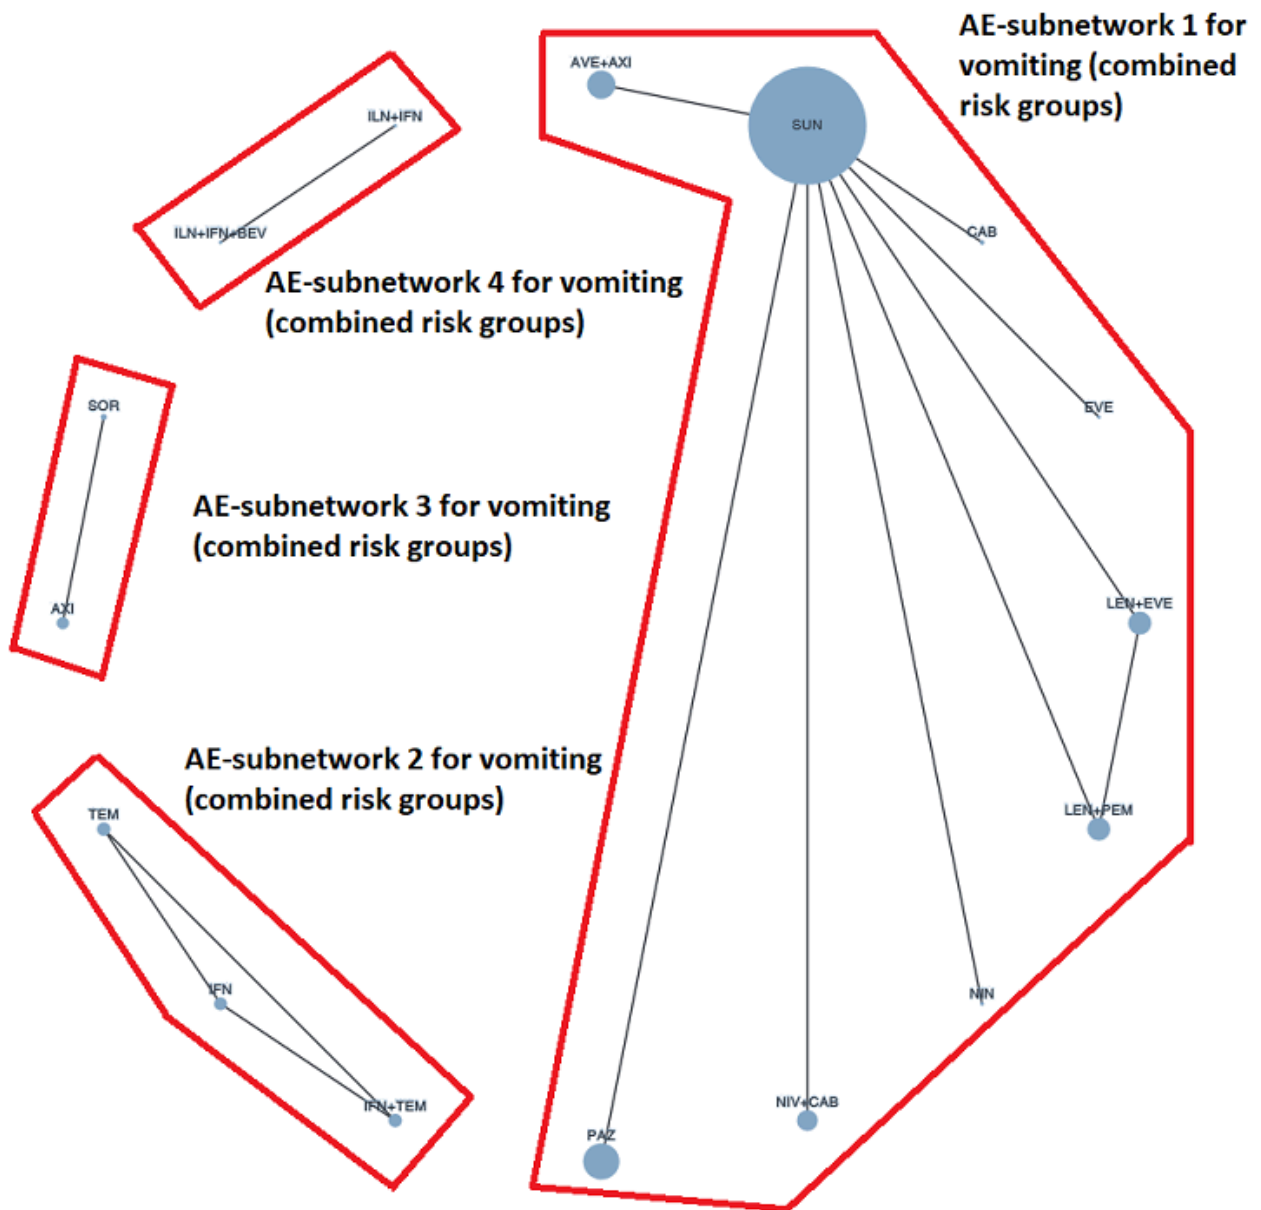 AE-subnetwork 1 for
vomiting (combined
risk groups)
AVE+AXI
SUN
CAB
EVE
LEN+EVE
LEN+PEM
NIN
NIV+CAB
PAZ
ILN+IFN
ILN+IFN+BEV
AE-subnetwork 4 for vomiting
(combined risk groups)
SOR
AXI
AE-subnetwork 3 for vomiting
(combined risk groups)
AE-subnetwork 2 for vomiting
(combined risk groups)
TEM
IFN
IFN+TEM